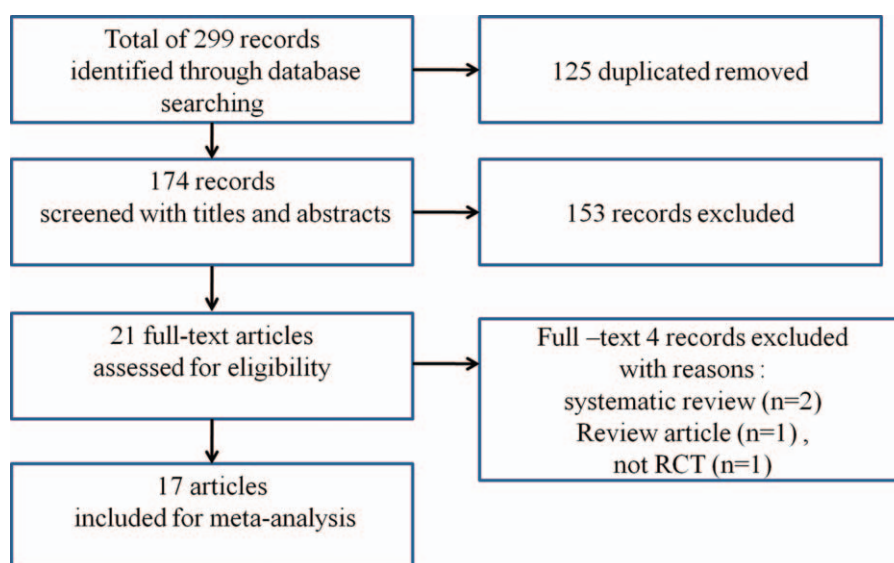 Total of 299 records
identified through database
searching
125 duplicated removed
174 records
screened with titles and abstracts
153 records excluded
21 full-text articles
assessed for eligibility
Full –text 4 records excluded
with reasons :
systematic review (n=2)
Review article (n=1) ,
not RCT (n=1)
17 articles
included for meta-analysis